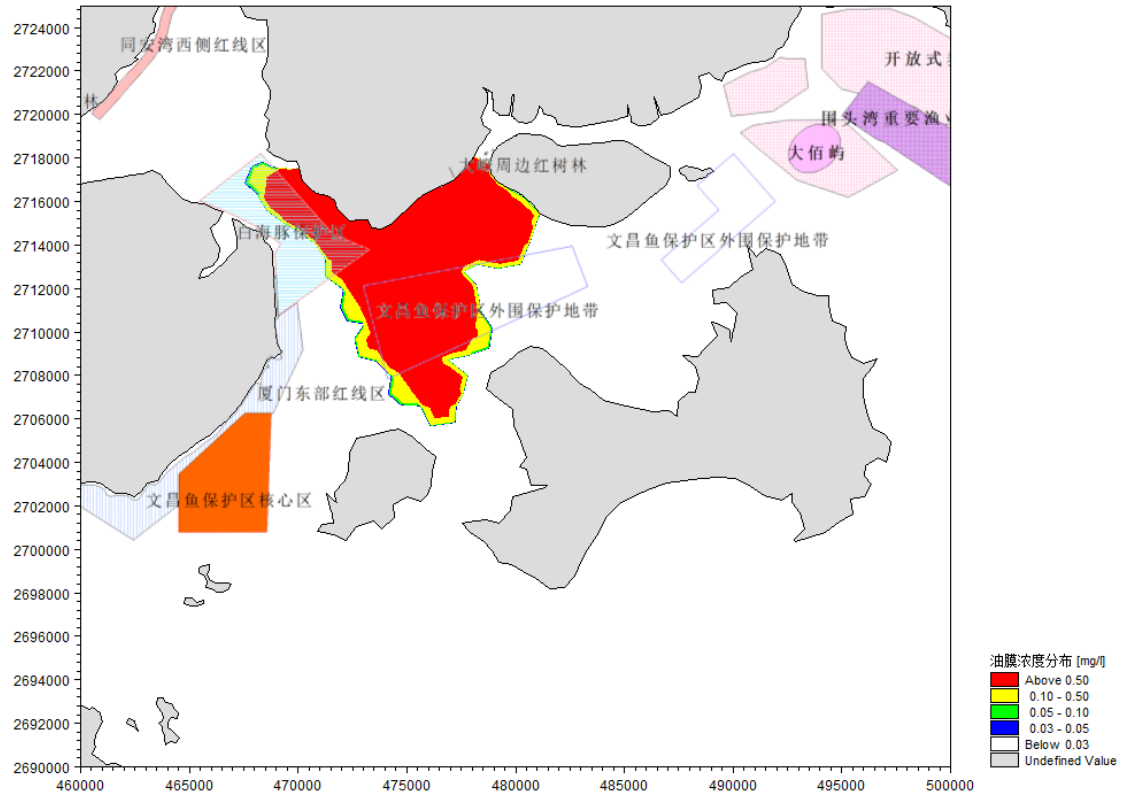 2724000
2722000
2720000
2718000
2716000
2714000
2712000
2710000
2708000
2706000
2704000
2702000
2700000
2698000
2696000
2694000
2692000
2690000
460000
465000
470000
475000
480000
485000
490000
495000
500000
同安湾西侧红线区
林
开放式
围头湾重要渔
大佰屿
大嶝周边红树林
白海豚保护区
文昌鱼保护区外围保护地带
文昌鱼保护区外围保护地带
厦门东部红线区
文昌鱼保护区核心区
油膜浓度分布 [mg/l]
Above 0.50
0.10 - 0.50
0.05 - 0.10
0.03 - 0.05
Below 0.03
Undefined Value